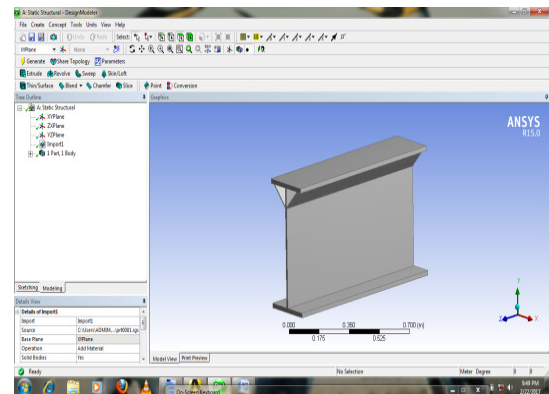 A: Static Structural - DesignModeler
File Create Concept Tools Units View Help
Undo Redo Select:
XYPlane None
Generate Share Topology Parameters
Extrude Revolve Sweep Skin/Loft
Thin/Surface Blend Chamfer Slice Point Conversion
Tree Outline Graphics
A: Static Structural
XYPlane
ZXPlane
YZPlane
Import1
1 Part, 1 Body
ANSYS
R15.0
Sketching Modeling
Details View
Details of Import1
Import Import1
Source
Base Plane XYPlane
Operation Add Material
Solid Bodies Yes
0.000 0.350 0.700 (m)
0.175 0.525
Y
Z X
Model View Print Preview
Ready No Selection Meter Degree 0 0
On-Screen Keyboard
9:49 PM
2/22/2017